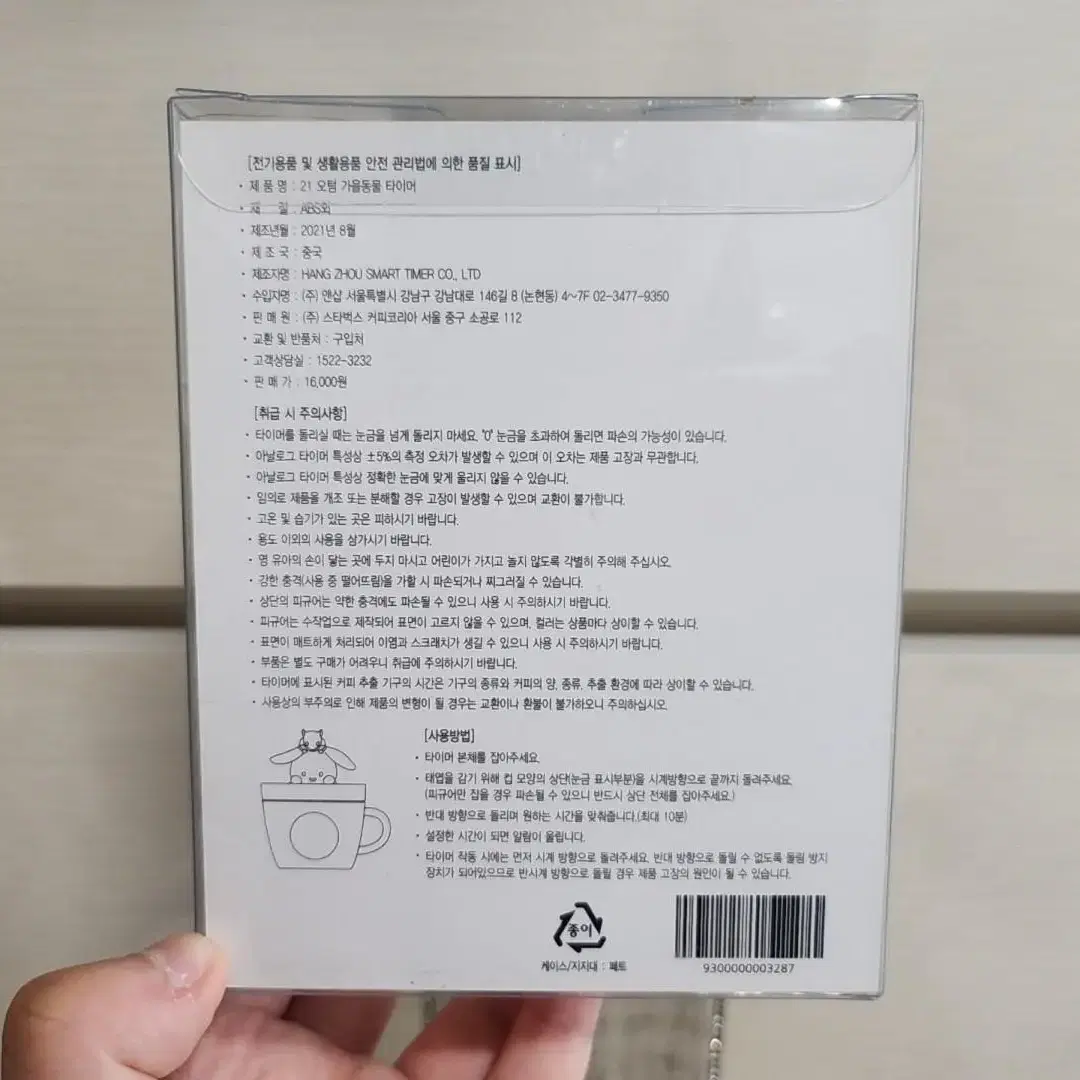 [전기용품 및 생활용품 안전 관리법에 의한 품질 표시]
• 제 품 명 : 21 오텀 가을동물 타이머
• 재 질 : ABS외
• 제조년월 : 2021년 8월
• 제 조 국 : 중국
• 제조자명 : HANG ZHOU SMART TIMER CO., LTD
• 수입자명 : (주) 앤샵 서울특별시 강남구 강남대로 146길 8 (논현동) 4~7F 02-3477-9350
• 판 매 원 : (주) 스타벅스 커피코리아 서울 중구 소공로 112
• 교환 및 반품처 : 구입처
• 고객상담실 : 1522-3232
• 판 매 가 : 16,000원
[취급 시 주의사항]
• 타이머를 돌리실 때는 눈금을 넘게 돌리지 마세요. '0' 눈금을 초과하여 돌리면 파손의 가능성이 있습니다.
• 아날로그 타이머 특성상 ±5%의 측정 오차가 발생할 수 있으며 이 오차는 제품 고장과 무관합니다.
• 아날로그 타이머 특성상 정확한 눈금에 맞게 울리지 않을 수 있습니다.
• 임의로 제품을 개조 또는 분해할 경우 고장이 발생할 수 있으며 교환이 불가합니다.
• 고온 및 습기가 있는 곳은 피하시기 바랍니다.
• 용도 이외의 사용을 삼가시기 바랍니다.
• 영 유아의 손이 닿는 곳에 두지 마시고 어린이가 가지고 놀지 않도록 각별히 주의해 주십시오.
• 강한 충격(사용 중 떨어뜨림)을 가할 시 파손되거나 찌그러질 수 있습니다.
• 상단의 피규어는 약한 충격에도 파손될 수 있으니 사용 시 주의하시기 바랍니다.
• 피규어는 수작업으로 제작되어 표면이 고르지 않을 수 있으며, 컬러는 상품마다 상이할 수 있습니다.
• 표면이 매트하게 처리되어 이염과 스크래치가 생길 수 있으니 사용 시 주의하시기 바랍니다.
• 부품은 별도 구매가 어려우니 취급에 주의하시기 바랍니다.
• 타이머에 표시된 커피 추출 기구의 시간은 기구의 종류와 커피의 양, 종류, 추출 환경에 따라 상이할 수 있습니다.
• 사용상의 부주의로 인해 제품의 변형이 될 경우는 교환이나 환불이 불가하오니 주의하십시오.
[사용방법]
• 타이머 본체를 잡아주세요.
• 태엽을 감기 위해 컵 모양의 상단(눈금 표시부분)을 시계방향으로 끝까지 돌려주세요.
(피규어만 잡을 경우 파손될 수 있으니 반드시 상단 전체를 잡아주세요.)
• 반대 방향으로 돌리며 원하는 시간을 맞춰줍니다.(최대 10분)
• 설정한 시간이 되면 알람이 울립니다.
• 타이머 작동 시에는 먼저 시계 방향으로 돌려주세요. 반대 방향으로 돌릴 수 없도록 돌림 방지
장치가 되어있으므로 반시계 방향으로 돌릴 경우 제품 고장의 원인이 될 수 있습니다.
종이
케이스/지지대 : 페트
9300000003287